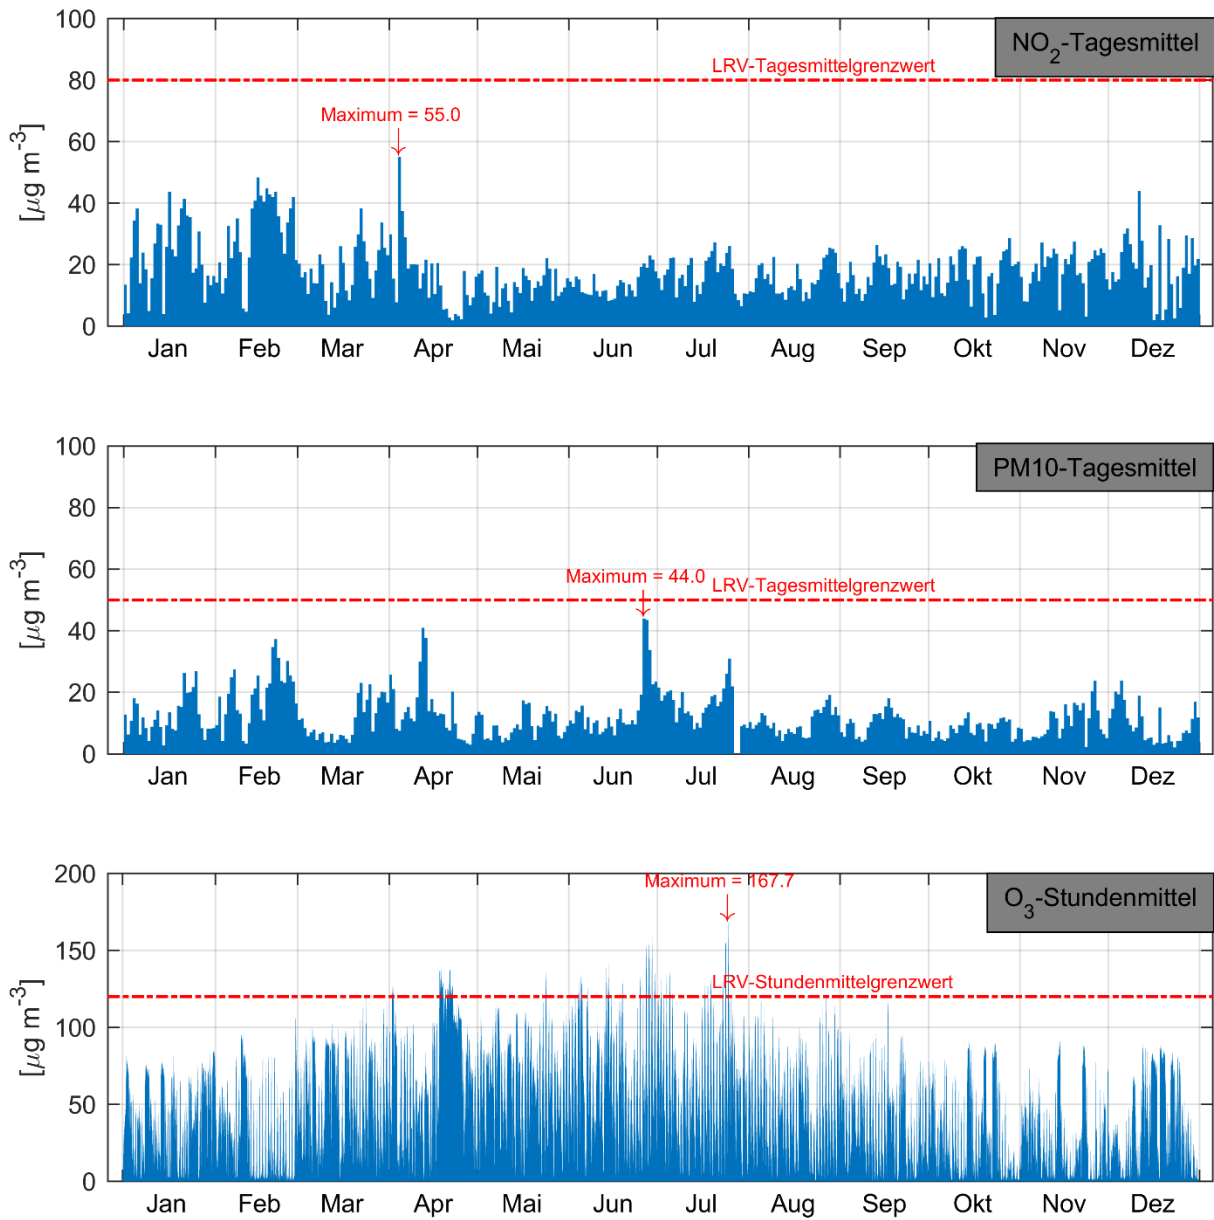 100
80
60
40
20
0
[μg m⁻³]
NO₂-Tagesmittel
LRV-Tagesmittelgrenzwert
Maximum = 55.0
Jan Feb Mar Apr Mai Jun Jul Aug Sep Okt Nov Dez
100
80
60
40
20
0
[μg m⁻³]
PM10-Tagesmittel
Maximum = 44.0
LRV-Tagesmittelgrenzwert
Jan Feb Mar Apr Mai Jun Jul Aug Sep Okt Nov Dez
200
150
100
50
0
[μg m⁻³]
Maximum = 167.7
O₃-Stundenmittel
LRV-Stundenmittelgrenzwert
Jan Feb Mar Apr Mai Jun Jul Aug Sep Okt Nov Dez